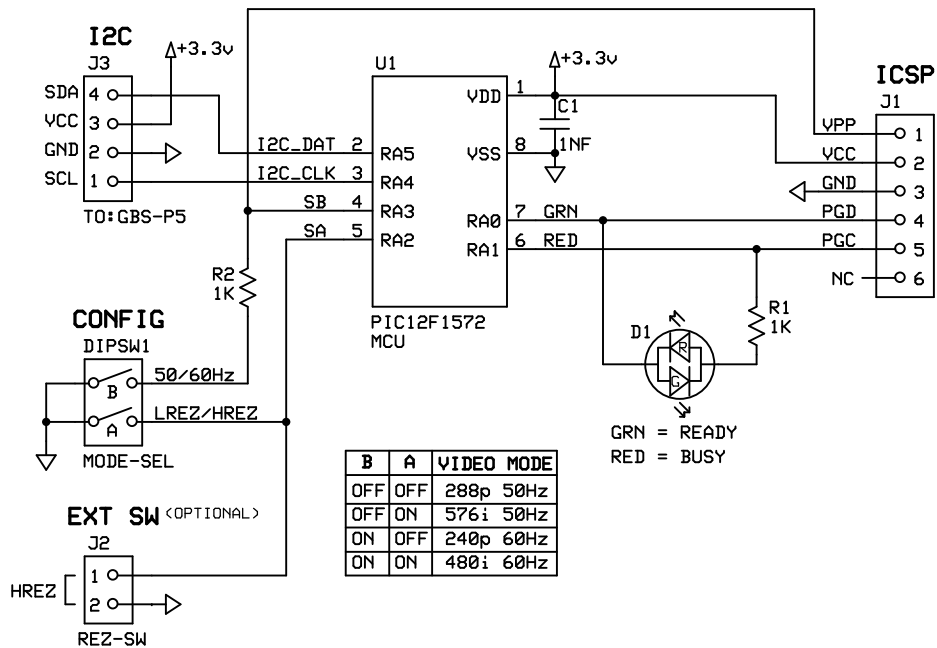 I2C
J3
+3.3v
SDA 4
VCC 3
GND 2
SCL 1
TO:GBS-P5
I2C_DAT 2
I2C_CLK 3
SB 4
SA 5
U1
RA5
RA4
RA3
RA2
VDD 1
VSS 8
RA0 7 GRN
RA1 6 RED
PIC12F1572
MCU
+3.3v
C1
1NF
ICSP
J1
VPP 1
VCC 2
GND 3
PGD 4
PGC 5
NC 6
R2
1K
R1
1K
D1
R
G
GRN = READY
RED = BUSY
CONFIG
DIPSW1
B 50/60Hz
A LREZ/HREZ
MODE-SEL
EXT SW (OPTIONAL)
J2
HREZ
1
2
REZ-SW
B A VIDEO MODE
OFF OFF 288p 50Hz
OFF ON 576i 50Hz
ON OFF 240p 60Hz
ON ON 480i 60Hz